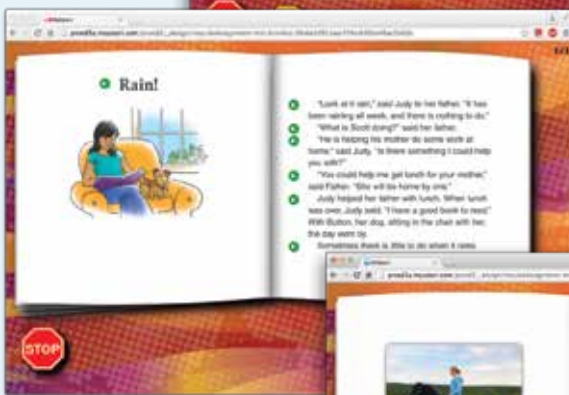 Rain!
"Look at it rain," said Judy to her father. "It has
been raining all week, and there is nothing to do."
"What is Scott doing?" said her father.
"He is helping his mother do some work at
home," said Judy. "Is there something I could help
you with?"
"You could help me get lunch for your mother,"
said Father. "She will be home by one."
Judy helped her father with lunch. When lunch
was over, Judy said, "I have a good book to read."
With Button, her dog, sitting in the chair with her,
the day went by.
Sometimes there is little to do when it rains
STOP